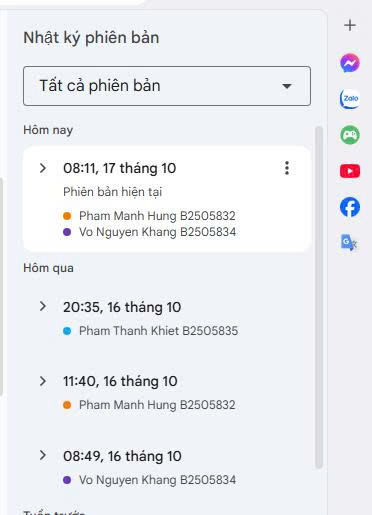 Nhật ký phiên bản
Tất cả phiên bản
Hôm nay
08:11, 17 tháng 10
Phiên bản hiện tại
Pham Manh Hung B2505832
Vo Nguyen Khang B2505834
Hôm qua
20:35, 16 tháng 10
Pham Thanh Khiet B2505835
11:40, 16 tháng 10
Pham Manh Hung B2505832
08:49, 16 tháng 10
Vo Nguyen Khang B2505834
Tuần trước
Zalo